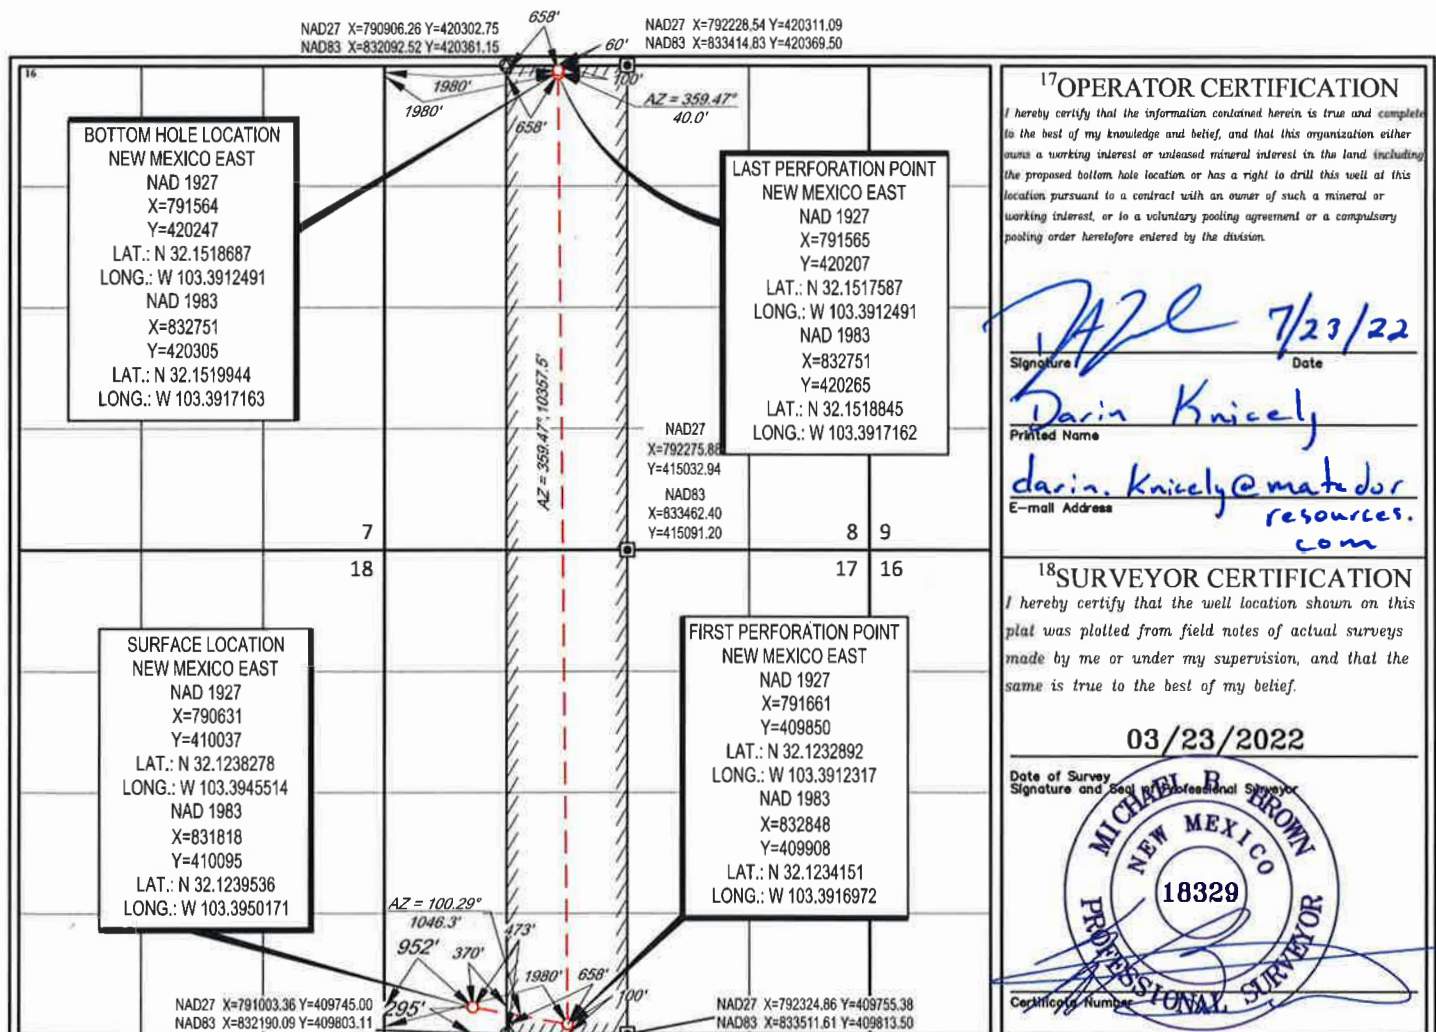 NAD27 X=790906.26 Y=420302.75
NAD83 X=832092.52 Y=420361.15
658'
60'
NAD27 X=792228.54 Y=420311.09
NAD83 X=833414.83 Y=420369.50
16
1980'
1980'
658'
100'
AZ = 359.47°
40.0'
BOTTOM HOLE LOCATION
NEW MEXICO EAST
NAD 1927
X=791564
Y=420247
LAT.: N 32.1518687
LONG.: W 103.3912491
NAD 1983
X=832751
Y=420305
LAT.: N 32.1519944
LONG.: W 103.3917163
LAST PERFORATION POINT
NEW MEXICO EAST
NAD 1927
X=791565
Y=420207
LAT.: N 32.1517587
LONG.: W 103.3912491
NAD 1983
X=832751
Y=420265
LAT.: N 32.1518845
LONG.: W 103.3917162
AZ = 359.47°, 10357.5'
NAD27
X=792275.88
Y=415032.94
NAD83
X=833462.40
Y=415091.20
7
8 9
18
17 16
SURFACE LOCATION
NEW MEXICO EAST
NAD 1927
X=790631
Y=410037
LAT.: N 32.1238278
LONG.: W 103.3945514
NAD 1983
X=831818
Y=410095
LAT.: N 32.1239536
LONG.: W 103.3950171
FIRST PERFORATION POINT
NEW MEXICO EAST
NAD 1927
X=791661
Y=409850
LAT.: N 32.1232892
LONG.: W 103.3912317
NAD 1983
X=832848
Y=409908
LAT.: N 32.1234151
LONG.: W 103.3916972
AZ = 100.29°
1046.3'
952'
370'
473'
1980'
658'
100'
295'
NAD27 X=791003.36 Y=409745.00
NAD83 X=832190.09 Y=409803.11
NAD27 X=792324.66 Y=409755.38
NAD83 X=833511.61 Y=409813.50
17 OPERATOR CERTIFICATION
I hereby certify that the information contained herein is true and complete
to the best of my knowledge and belief, and that this organization either
owns a working interest or unleased mineral interest in the land including
the proposed bottom hole location or has a right to drill this well at this
location pursuant to a contract with an owner of such a mineral or
working interest, or to a voluntary pooling agreement or a compulsory
pooling order heretofore entered by the division.
7/23/22
Signature Date
Darin Knicely
Printed Name
darin.knicely@matador
resources.
com
E-mail Address
18 SURVEYOR CERTIFICATION
I hereby certify that the well location shown on this
plat was plotted from field notes of actual surveys
made by me or under my supervision, and that the
same is true to the best of my belief.
03/23/2022
Date of Survey
Signature and Seal of Professional Surveyor
MICHAEL B. BROWN
NEW MEXICO
18329
PROFESSIONAL SURVEYOR
Certificate Number